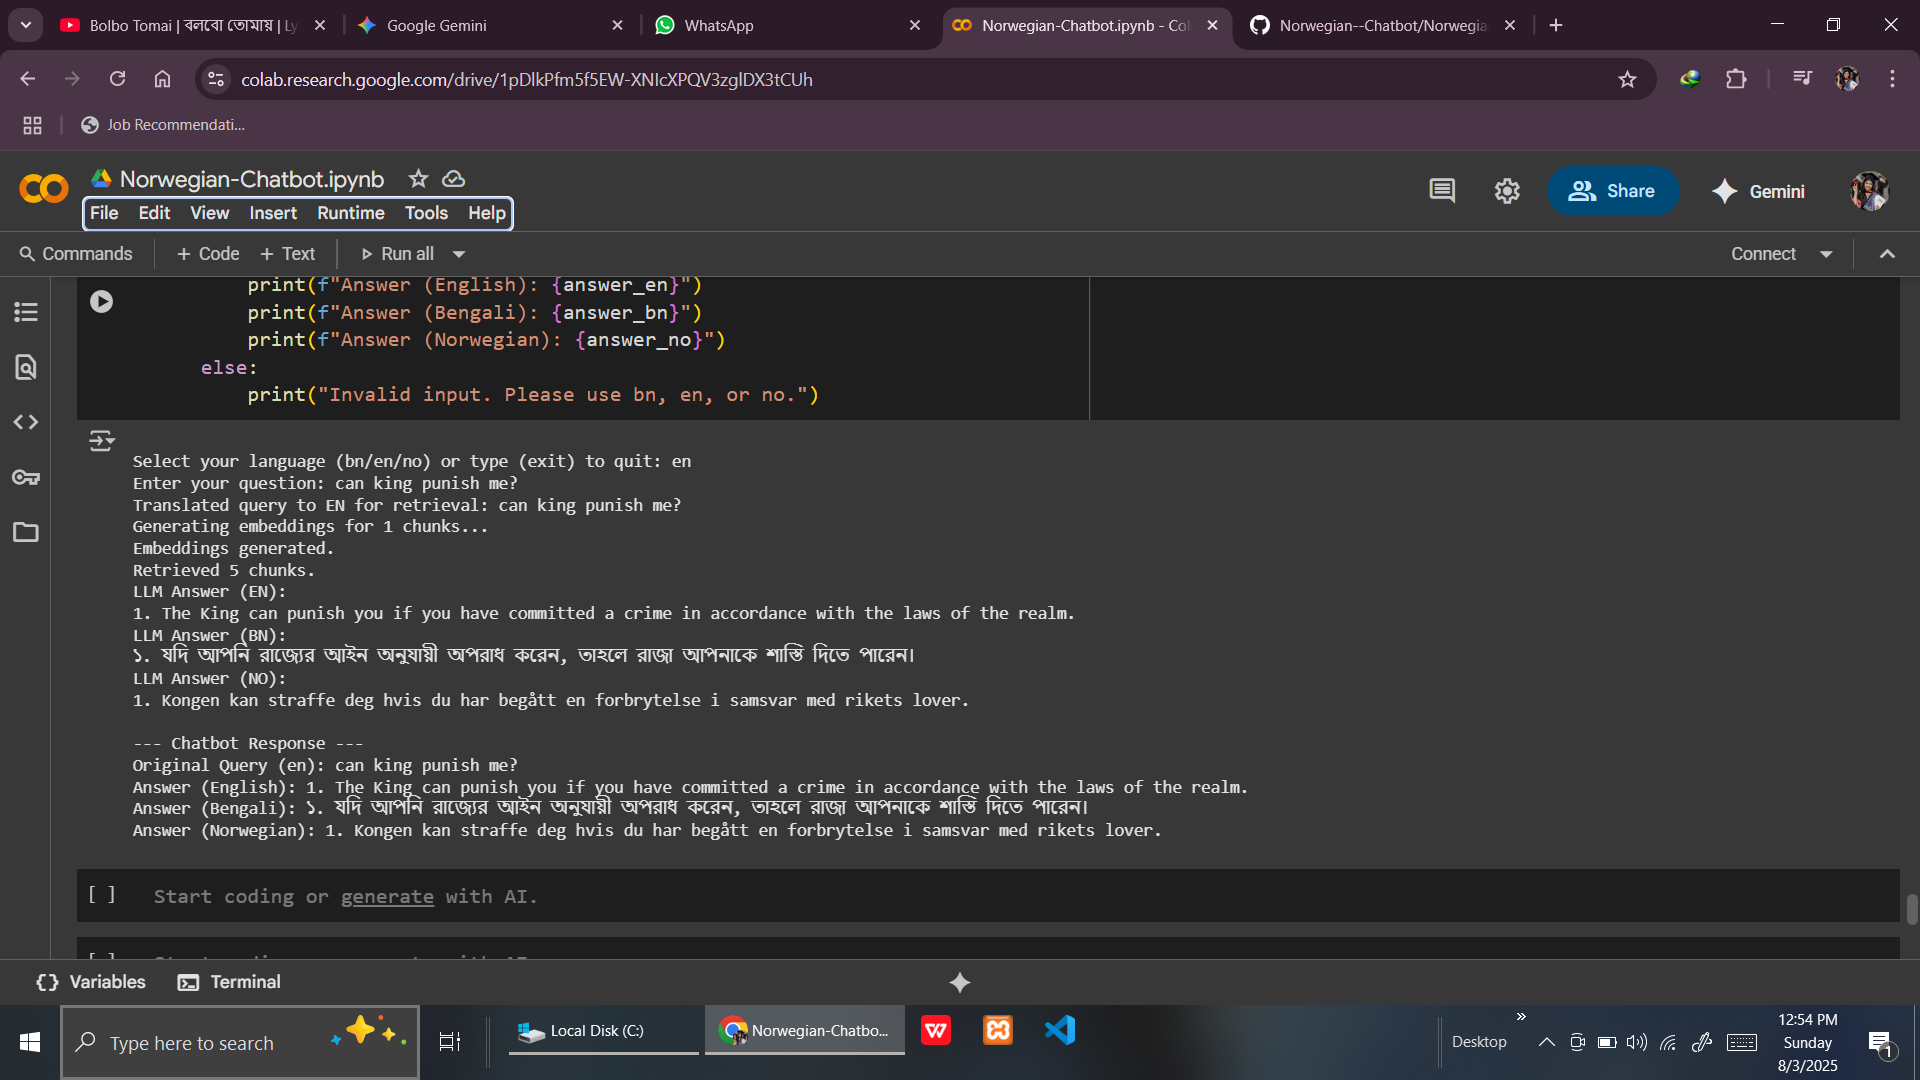 Bolbo Tomai | বলবো তোমায় | Ly
Google Gemini
WhatsApp
Norwegian-Chatbot.ipynb - Co
Norwegian--Chatbot/Norwegia
colab.research.google.com/drive/1pDlkPfm5f5EW-XNIcXPQV3zglDX3tCUh
Job Recommendati...
Norwegian-Chatbot.ipynb
File Edit View Insert Runtime Tools Help
Share
Gemini
Commands + Code + Text Run all
Connect
print(f"Answer (English): {answer_en}")
print(f"Answer (Bengali): {answer_bn}")
print(f"Answer (Norwegian): {answer_no}")
else:
print("Invalid input. Please use bn, en, or no.")
Select your language (bn/en/no) or type (exit) to quit: en
Enter your question: can king punish me?
Translated query to EN for retrieval: can king punish me?
Generating embeddings for 1 chunks...
Embeddings generated.
Retrieved 5 chunks.
LLM Answer (EN):
1. The King can punish you if you have committed a crime in accordance with the laws of the realm.
LLM Answer (BN):
১. যদি আপনি রাজ্যের আইন অনুযায়ী অপরাধ করেন, তাহলে রাজা আপনাকে শাস্তি দিতে পারেন।
LLM Answer (NO):
1. Kongen kan straffe deg hvis du har begått en forbrytelse i samsvar med rikets lover.
--- Chatbot Response ---
Original Query (en): can king punish me?
Answer (English): 1. The King can punish you if you have committed a crime in accordance with the laws of the realm.
Answer (Bengali): ১. যদি আপনি রাজ্যের আইন অনুযায়ী অপরাধ করেন, তাহলে রাজা আপনাকে শাস্তি দিতে পারেন।
Answer (Norwegian): 1. Kongen kan straffe deg hvis du har begått en forbrytelse i samsvar med rikets lover.
[ ] Start coding or generate with AI.
Variables
Terminal
Type here to search
Local Disk (C:)
Norwegian-Chatbo...
Desktop
12:54 PM
Sunday
8/3/2025
1